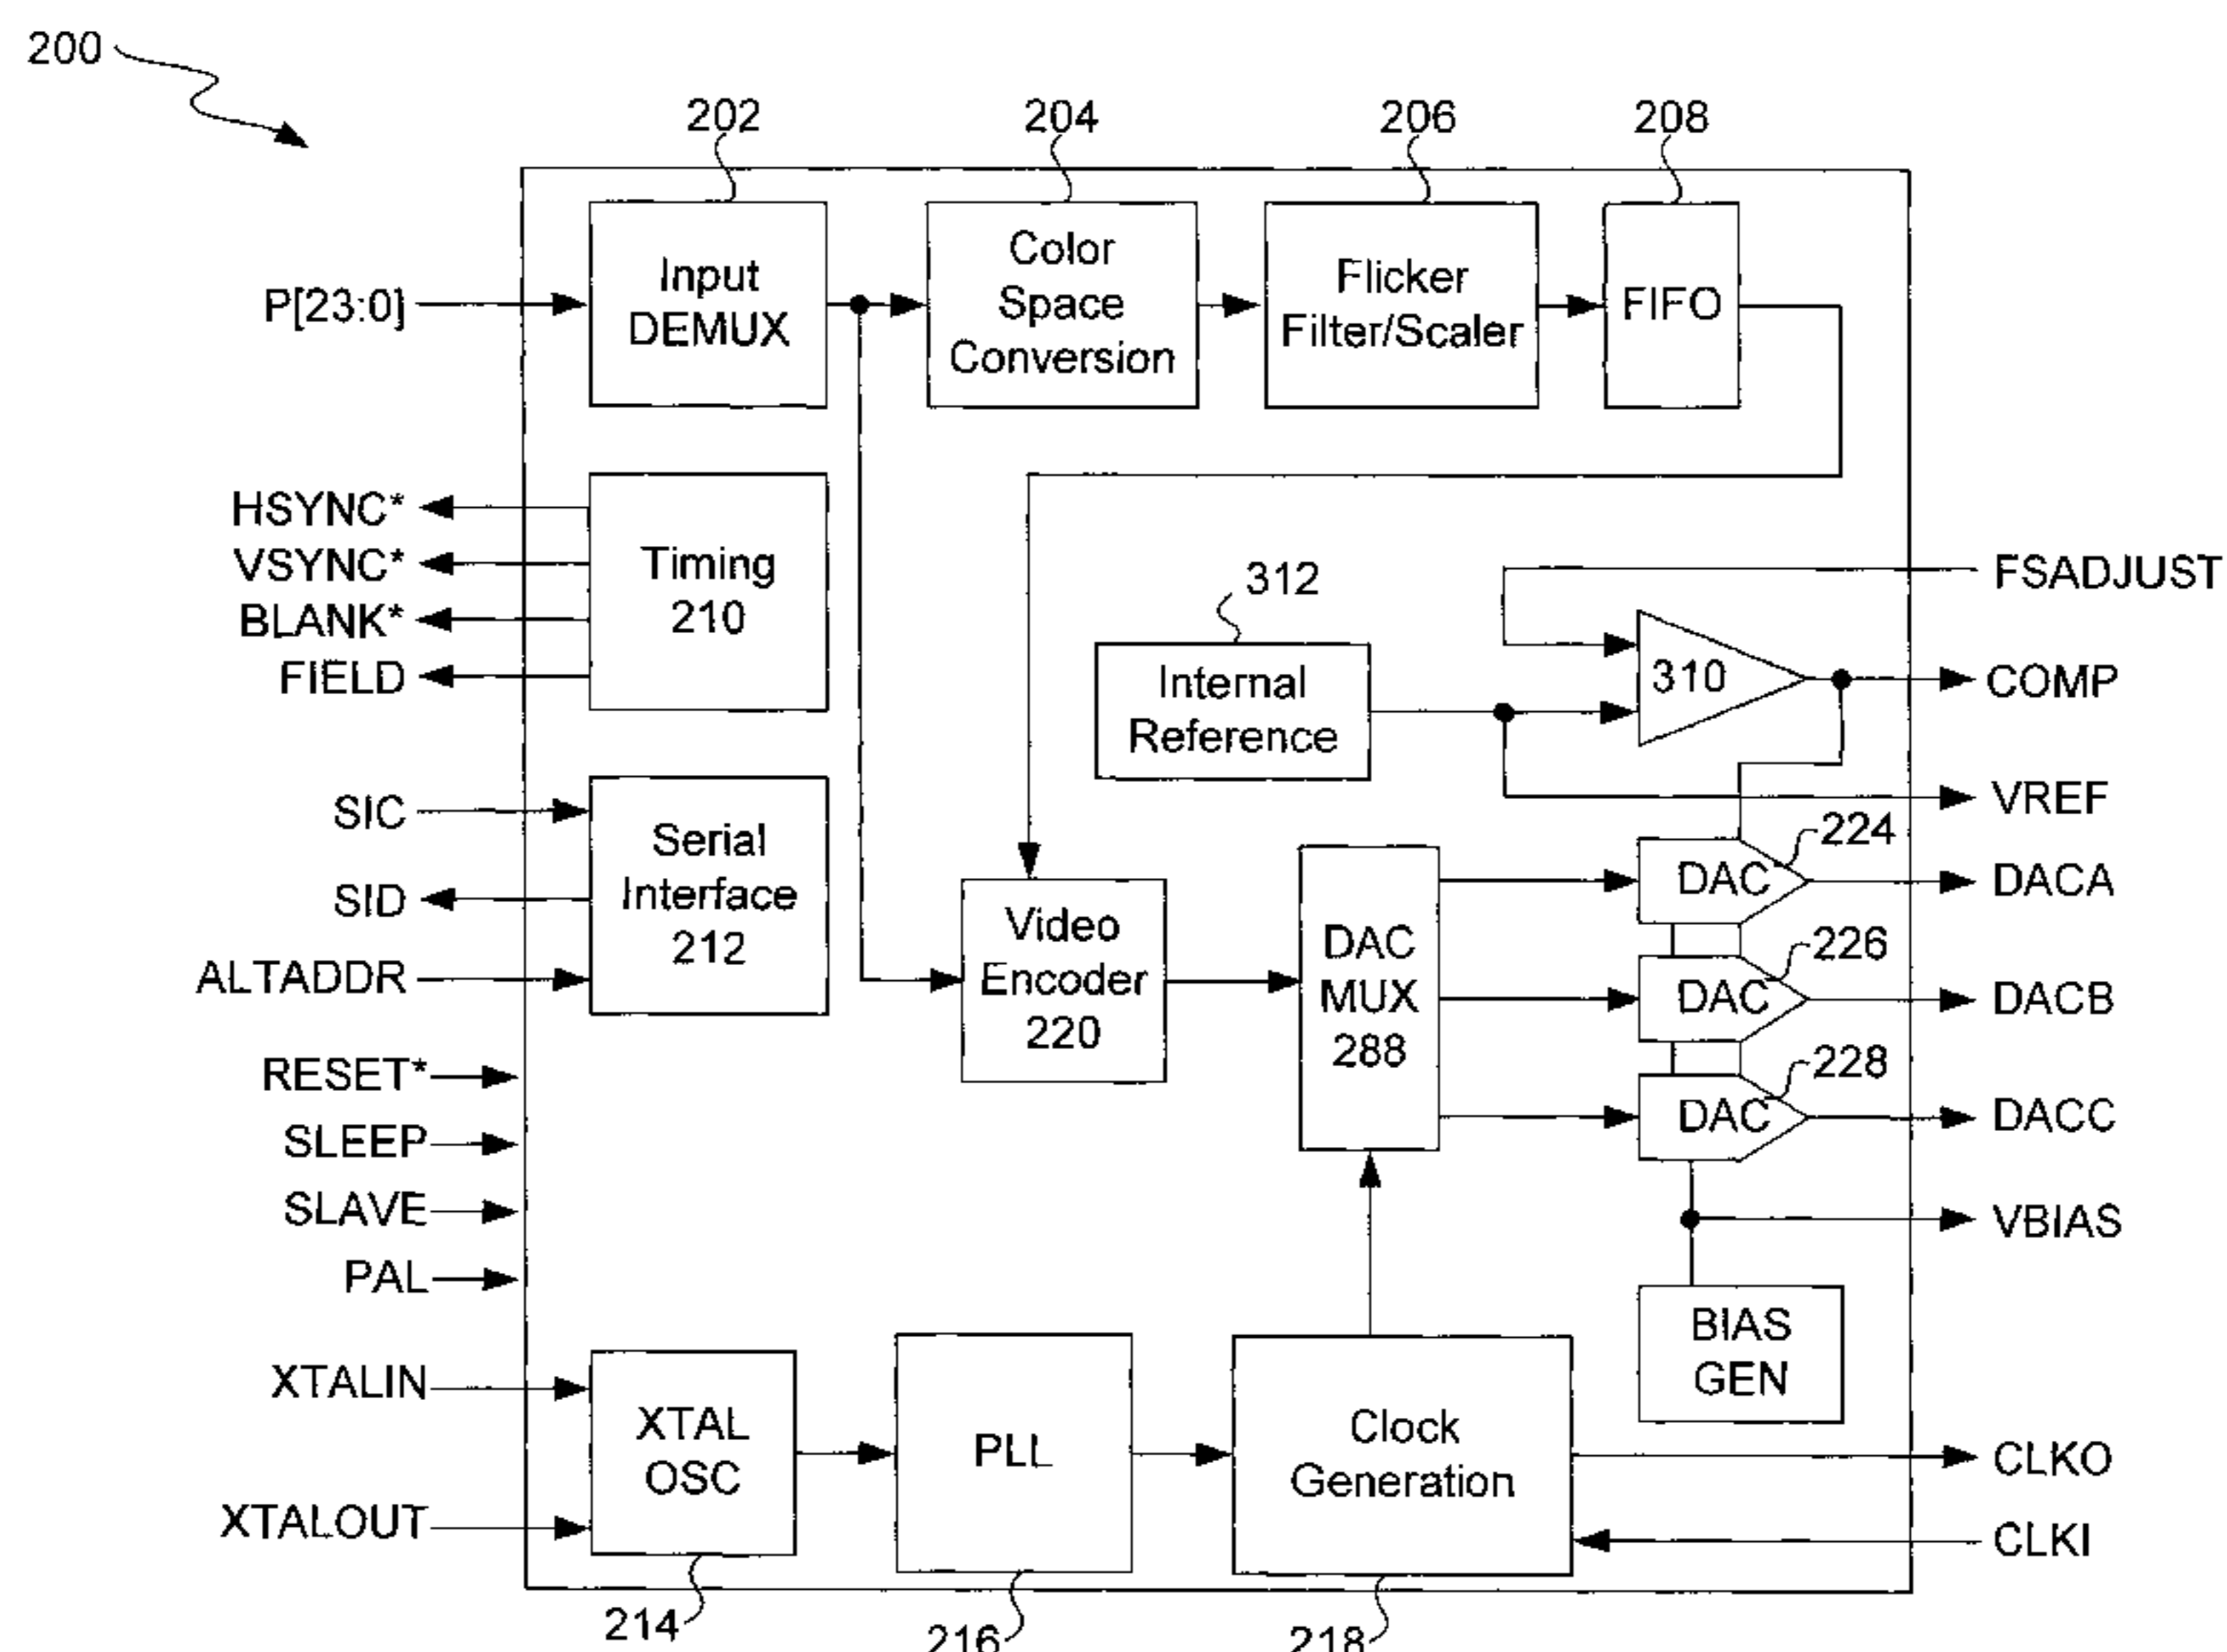 200
202
204
206
208
P[23:0]
Input
DEMUX
Color
Space
Conversion
Flicker
Filter/Scaler
FIFO
HSYNC*
VSYNC*
BLANK*
FIELD
Timing
210
312
Internal
Reference
310
FSADJUST
COMP
VREF
SIC
SID
ALTADDR
Serial
Interface
212
Video
Encoder
220
DAC
MUX
288
DAC
224
DACA
DAC
226
DACB
DAC
228
DACC
RESET*
SLEEP
SLAVE
PAL
VBIAS
BIAS
GEN
XTALIN
XTALOUT
XTAL
OSC
PLL
Clock
Generation
CLKO
CLKI
214
216
218